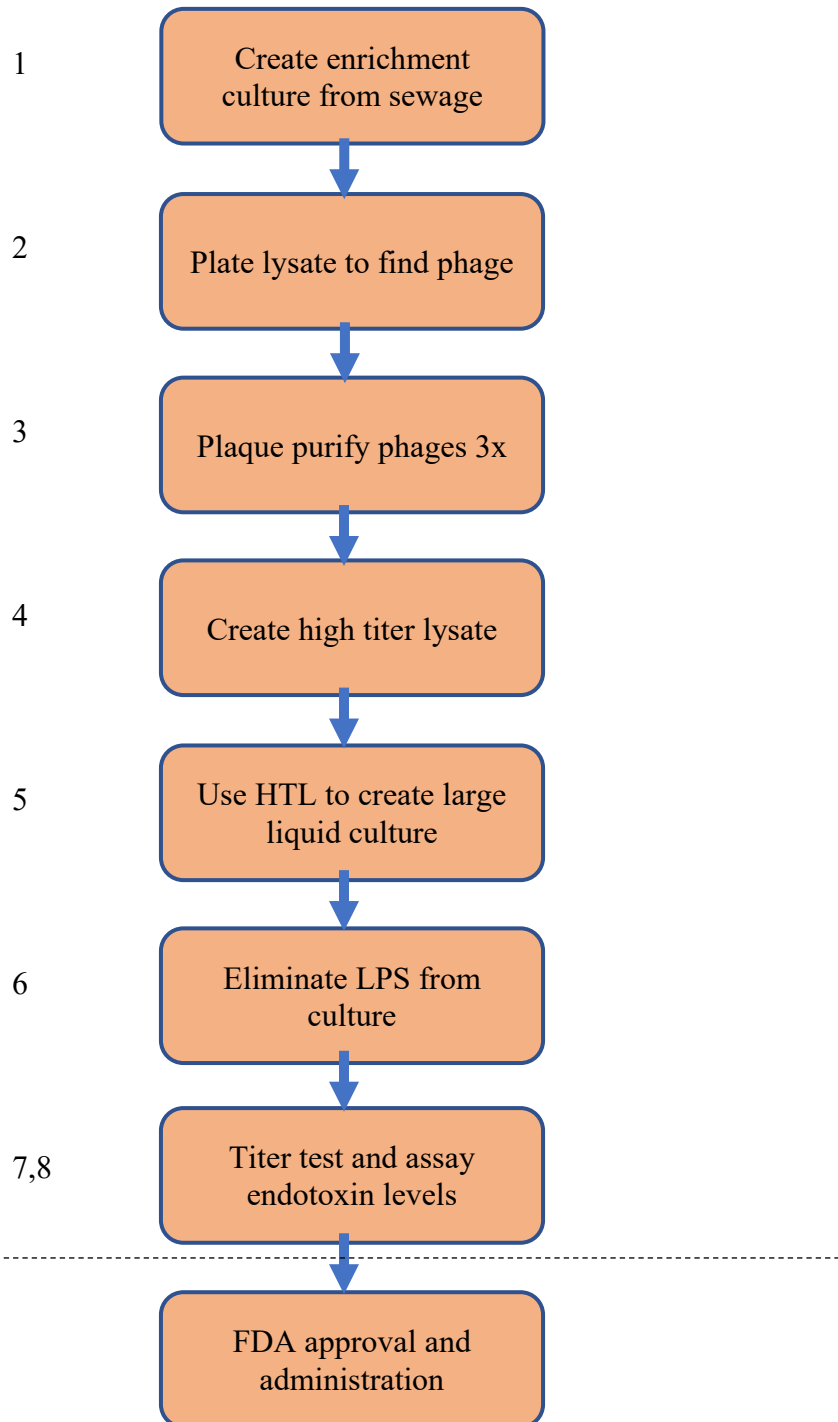 1
Create enrichment
culture from sewage
2
Plate lysate to find phage
3
Plaque purify phages 3x
4
Create high titer lysate
5
Use HTL to create large
liquid culture
6
Eliminate LPS from
culture
7,8
Titer test and assay
endotoxin levels
FDA approval and
administration